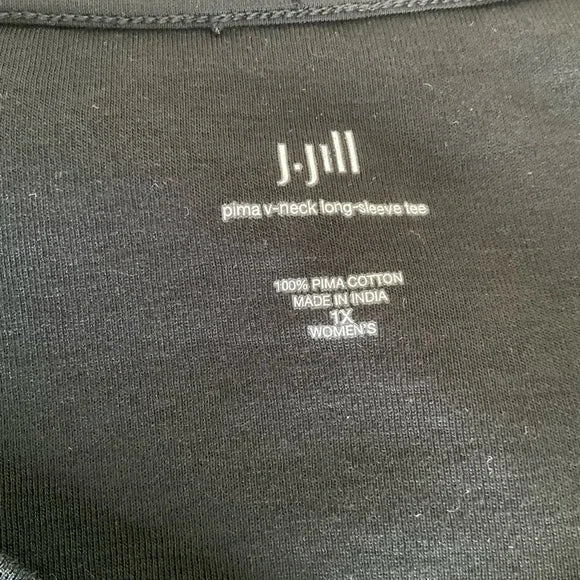 J.Jill
pima v-neck long-sleeve tee
100% PIMA COTTON
MADE IN INDIA
1X
WOMEN'S